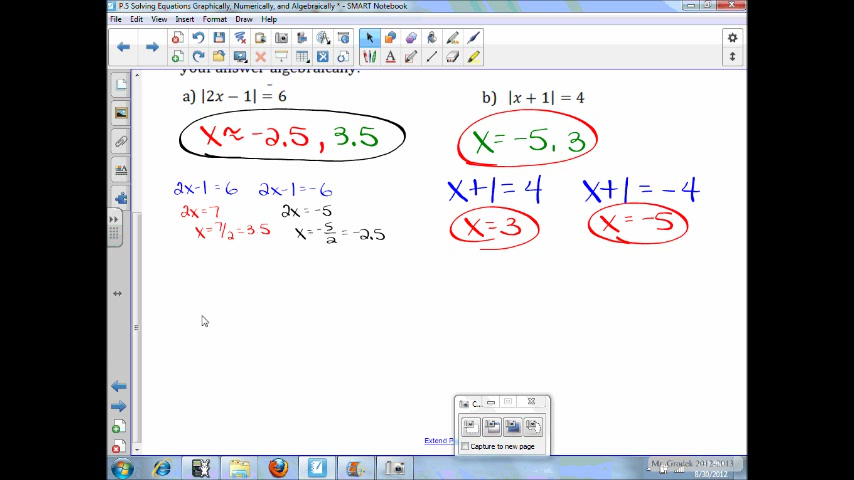 P.5 Solving Equations Graphically, Numerically, and Algebraically * - SMART Notebook
File Edit View Insert Format Tools Draw Help
your answer algebraically.
a) |2x − 1| = 6
b) |x + 1| = 4
x ≈ -2.5, 3.5
x = -5, 3
2x-1=6 2x-1=-6
x+1=4 x+1=-4
2x=7 2x=-5
x=3 x=-5
x=7/2=3.5 x=-5/2=-2.5
C...
Capture to new page
Extend P
Mr. Gradek 2012-2013
8/30/2012